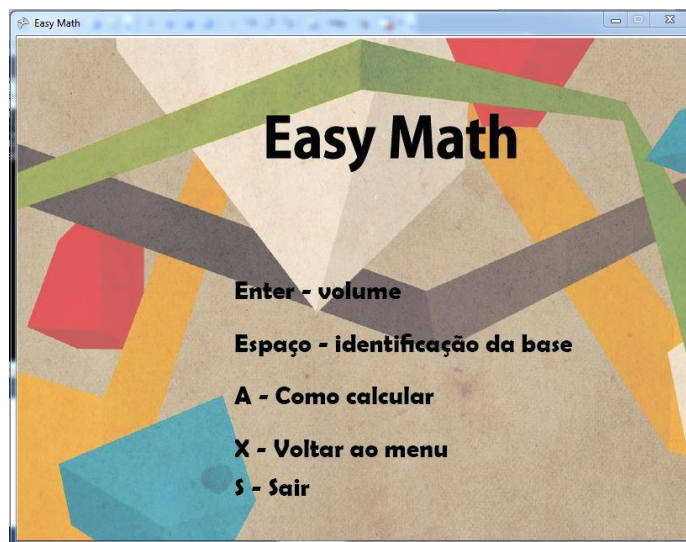 Easy Math
Easy Math
Enter - volume
Espaço - identificação da base
A - Como calcular
X - Voltar ao menu
S - Sair